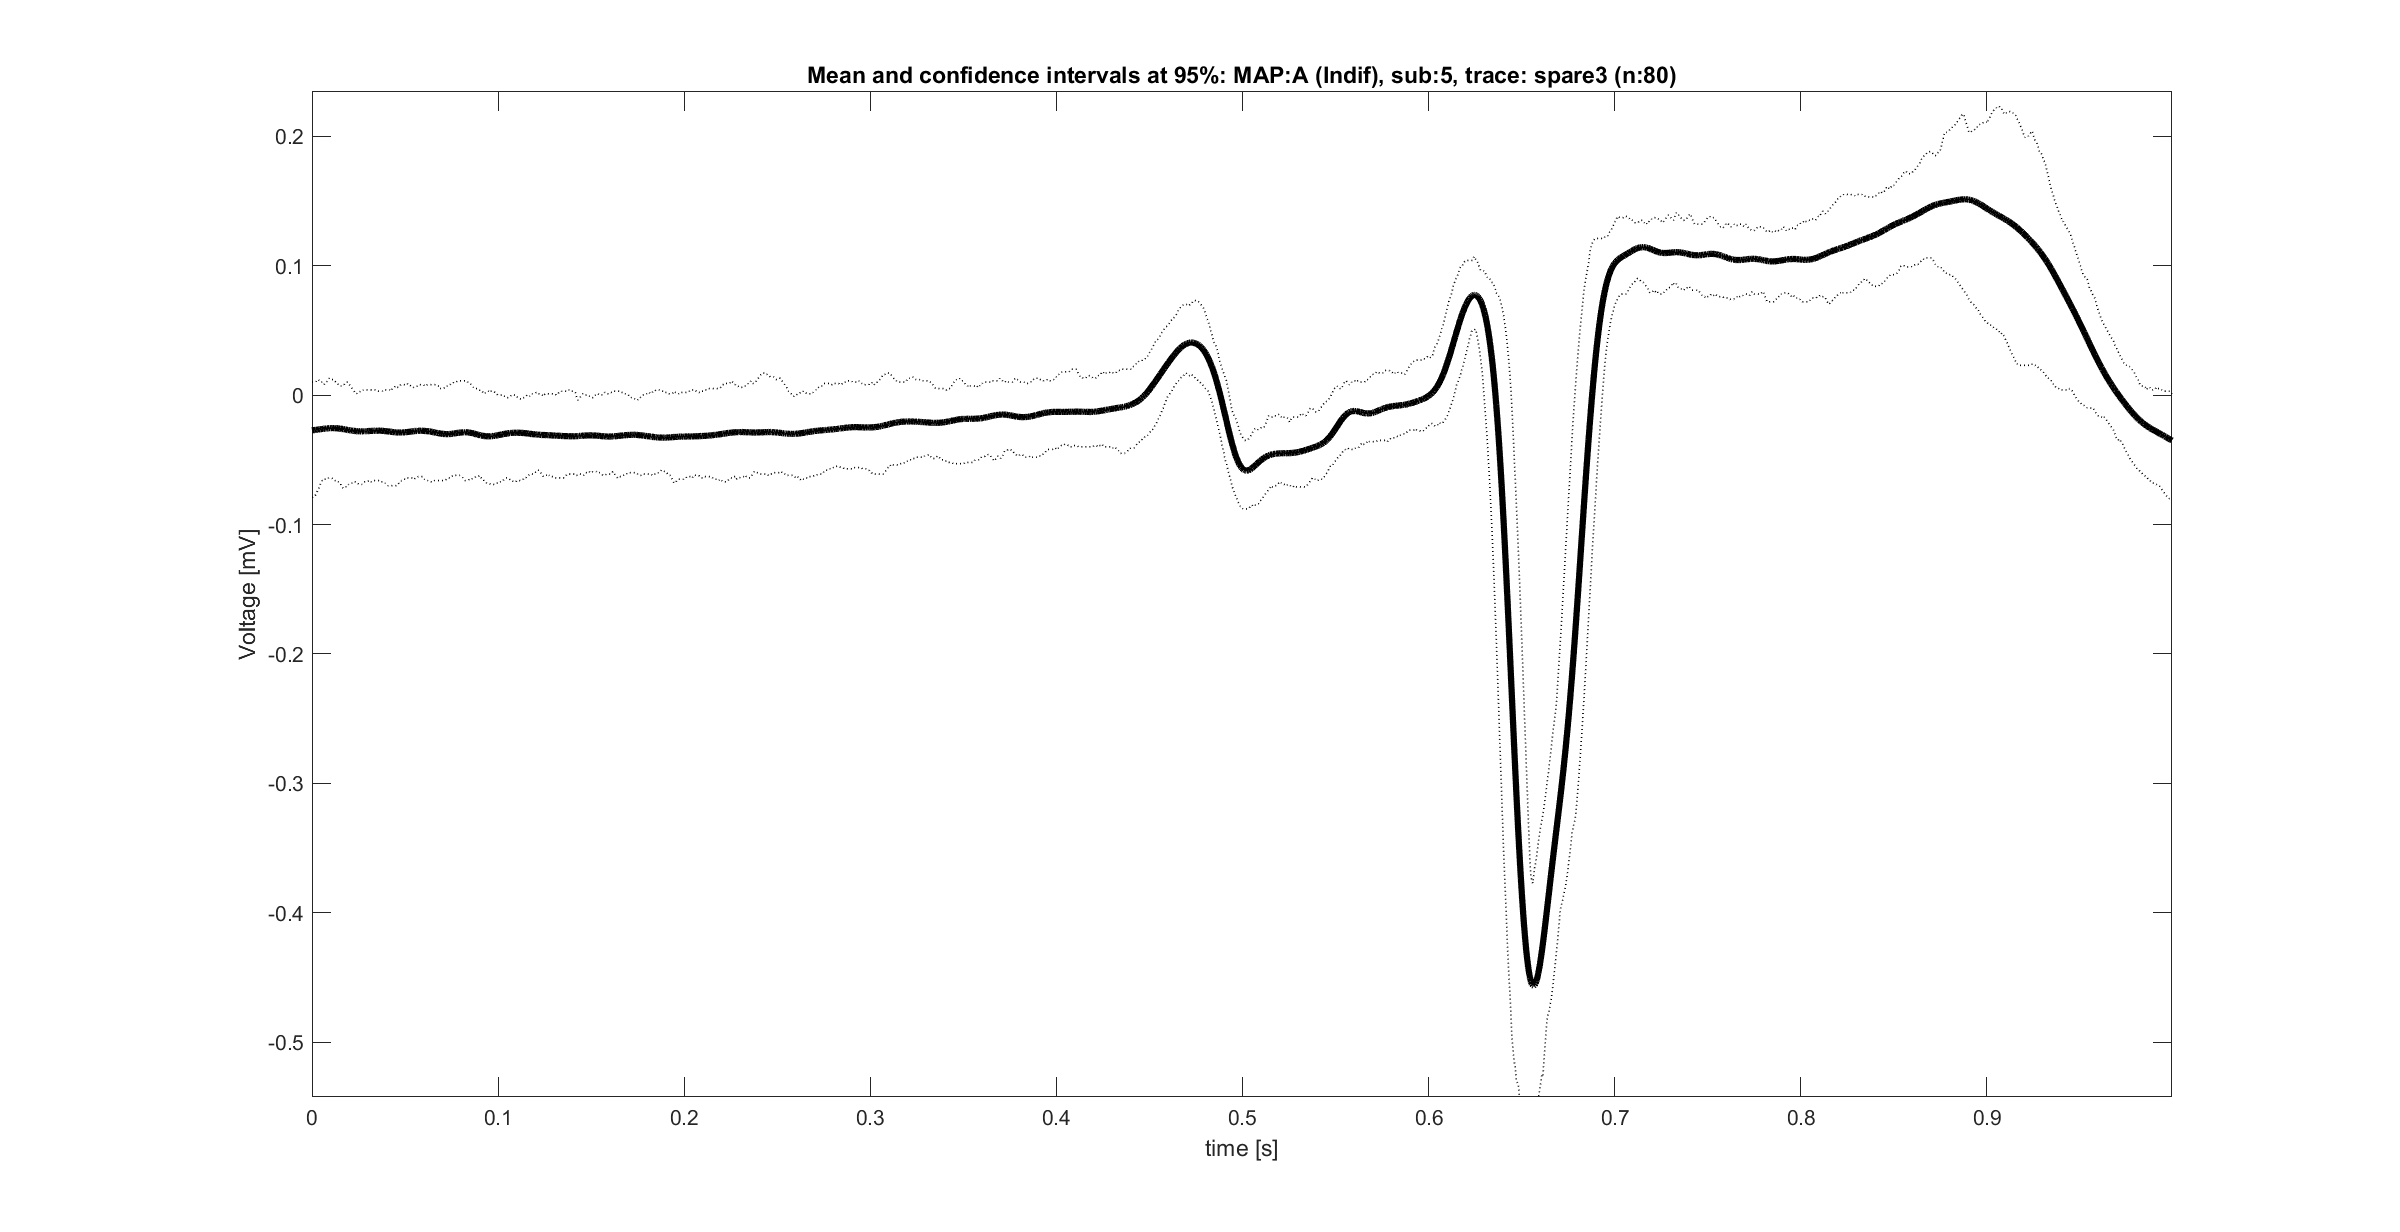 Mean and confidence intervals at 95%: MAP:A (Indif), sub:5, trace: spare3 (n:80)
0.2
0.1
0
-0.1
-0.2
-0.3
-0.4
-0.5
Voltage [mV]
0 0.1 0.2 0.3 0.4 0.5 0.6 0.7 0.8 0.9
time [s]